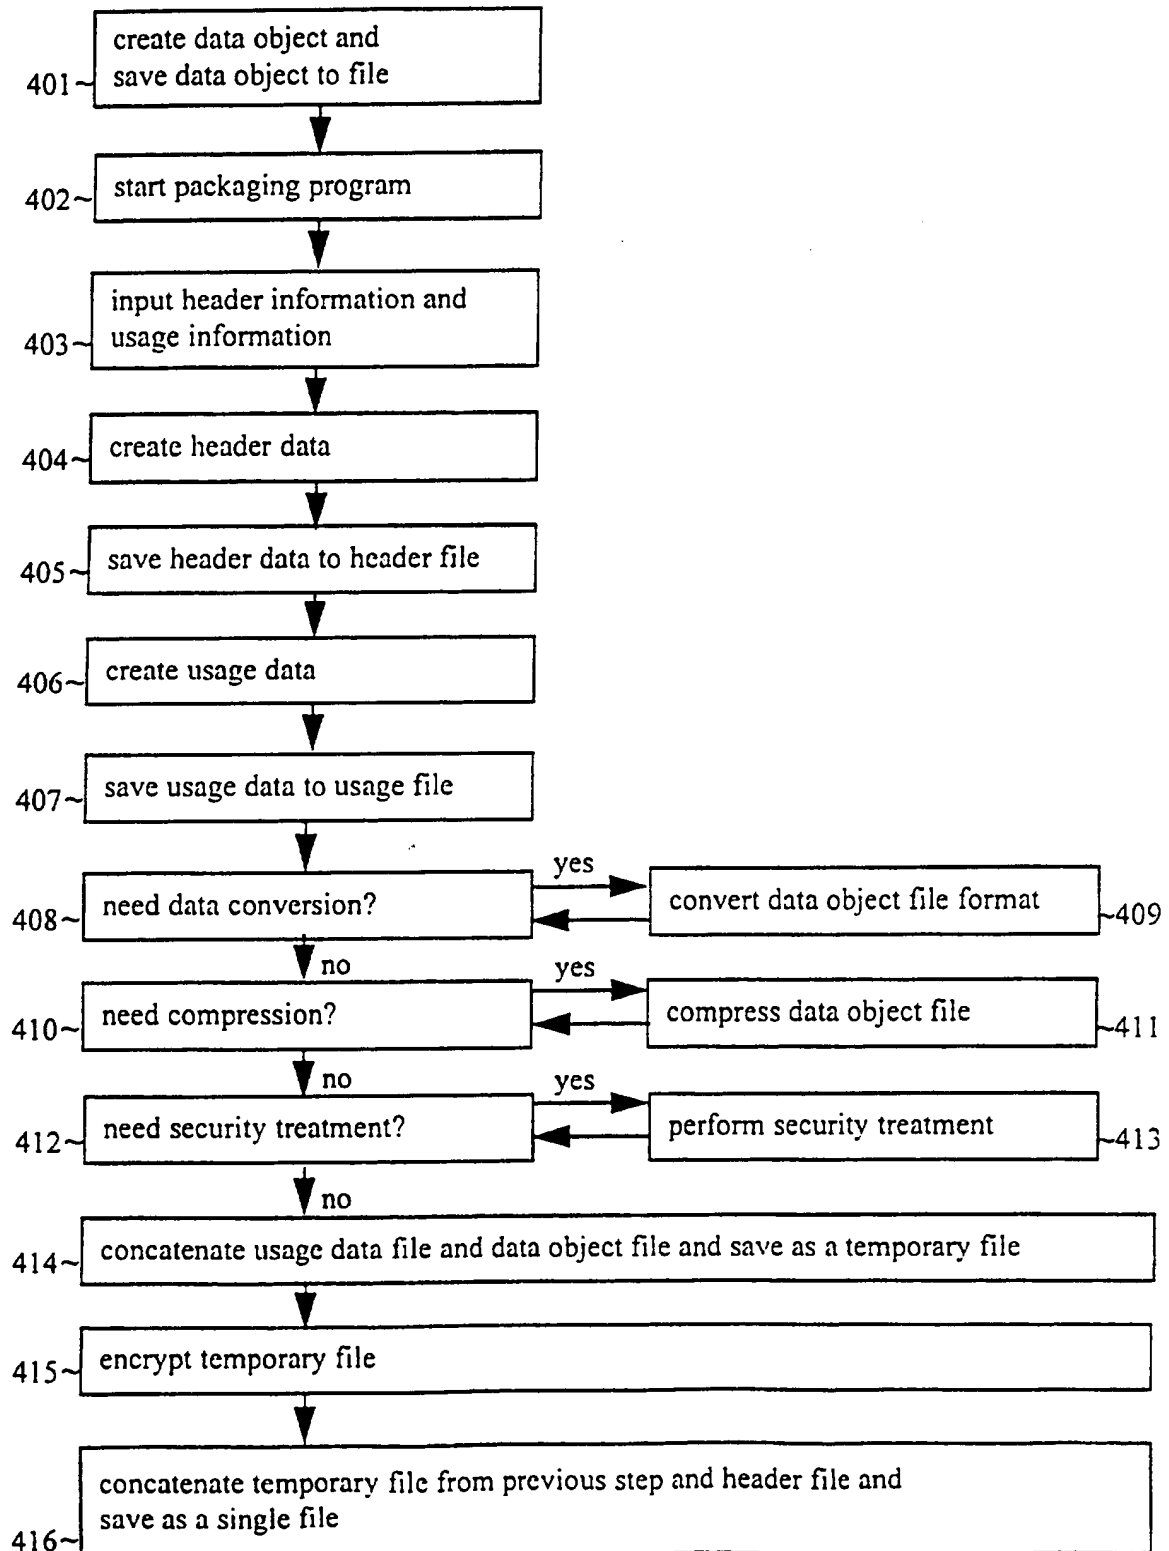 create data object and
save data object to file
401~
start packaging program
402~
input header information and
usage information
403~
create header data
404~
save header data to header file
405~
create usage data
406~
save usage data to usage file
407~
yes
need data conversion?
408~
convert data object file format
~409
no
yes
need compression?
410~
compress data object file
~411
no
yes
need security treatment?
412~
perform security treatment
~413
no
concatenate usage data file and data object file and save as a temporary file
414~
encrypt temporary file
415~
concatenate temporary file from previous step and header file and
save as a single file
416~